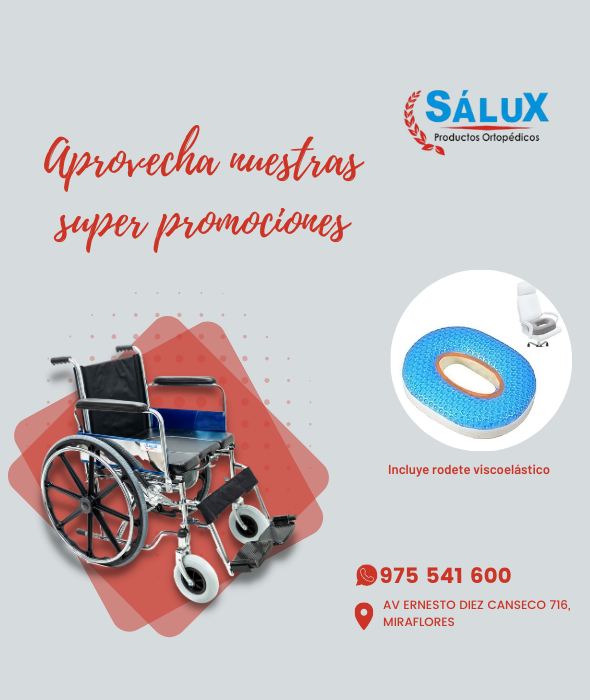 SÁLUX
Productos Ortopédicos
Aprovecha nuestras
super promociones
Incluye rodete viscoelástico
975 541 600
AV ERNESTO DIEZ CANSECO 716,
MIRAFLORES